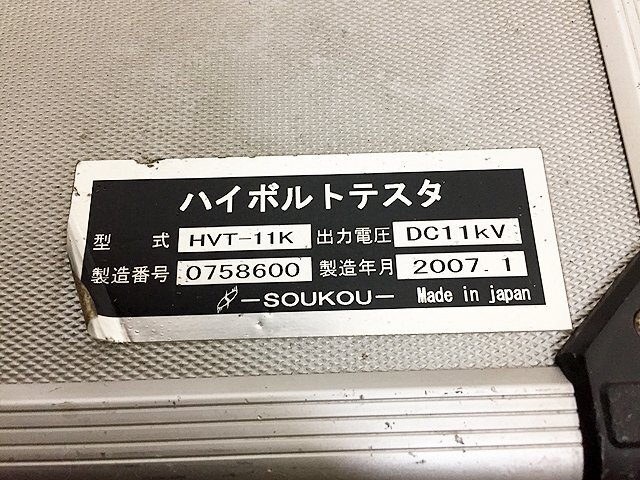 ハイボルトテスタ
型 式 HVT-11K 出力電圧 DC11kV
製造番号 0758600 製造年月 2007. 1
-SOUKOU- Made in japan